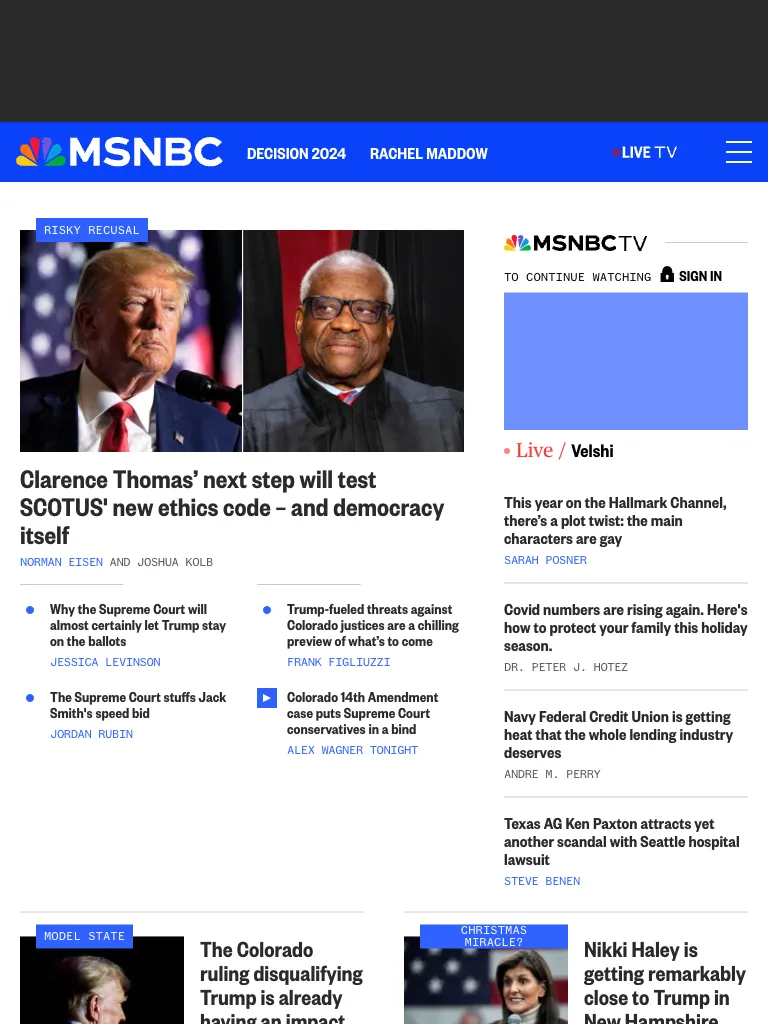 MSNBC
DECISION 2024
RACHEL MADDOW
LIVE TV
RISKY RECUSAL
Clarence Thomas’ next step will test
SCOTUS' new ethics code – and democracy
itself
NORMAN EISEN AND JOSHUA KOLB
Why the Supreme Court will
almost certainly let Trump stay
on the ballots
JESSICA LEVINSON
The Supreme Court stuffs Jack
Smith's speed bid
JORDAN RUBIN
Trump-fueled threats against
Colorado justices are a chilling
preview of what’s to come
FRANK FIGLIUZZI
Colorado 14th Amendment
case puts Supreme Court
conservatives in a bind
ALEX WAGNER TONIGHT
MSNBCTV
TO CONTINUE WATCHING SIGN IN
Live / Velshi
This year on the Hallmark Channel,
there’s a plot twist: the main
characters are gay
SARAH POSNER
Covid numbers are rising again. Here's
how to protect your family this holiday
season.
DR. PETER J. HOTEZ
Navy Federal Credit Union is getting
heat that the whole lending industry
deserves
ANDRE M. PERRY
Texas AG Ken Paxton attracts yet
another scandal with Seattle hospital
lawsuit
STEVE BENEN
MODEL STATE
The Colorado
ruling disqualifying
Trump is already
having an impact
CHRISTMAS
MIRACLE?
Nikki Haley is
getting remarkably
close to Trump in
New Hampshire